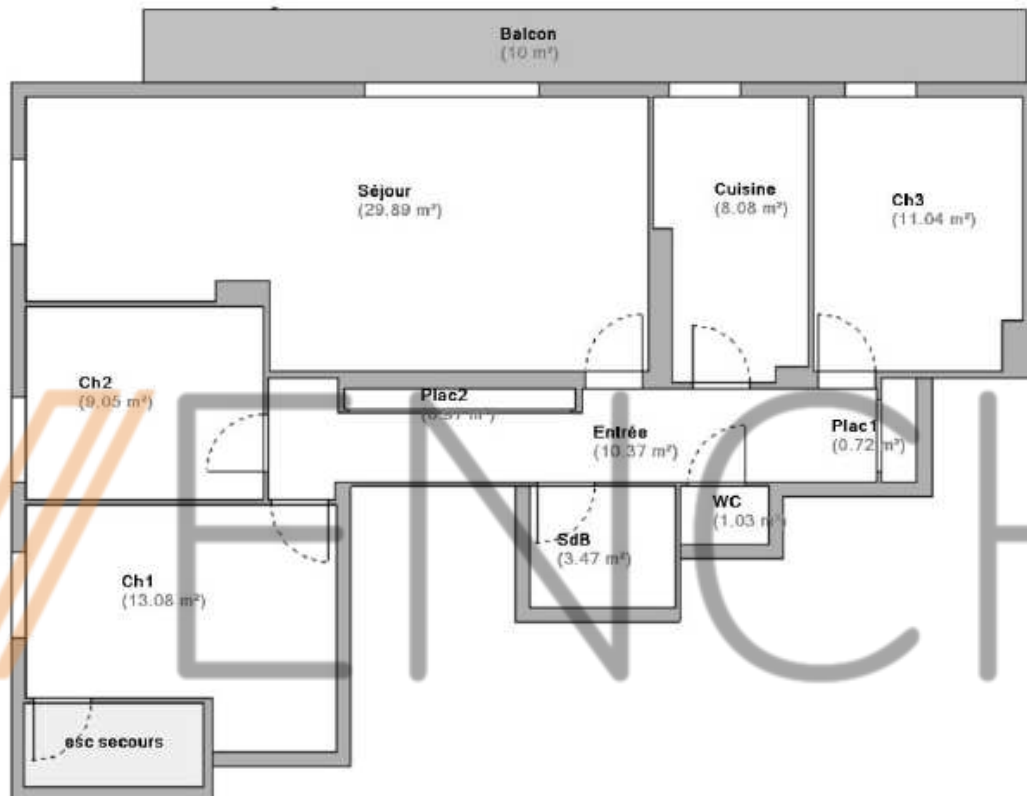 Balcon
(10 m²)
Séjour
(29.89 m²)
Cuisine
(8.08 m²)
Ch3
(11.04 m²)
Ch2
(9.05 m²)
Plac2
Entrée
(10.37 m²)
Plac1
(0.72 m²)
WC
(1.03 m²)
SdB
(3.47 m²)
Ch1
(13.08 m²)
esc secours
ENCH